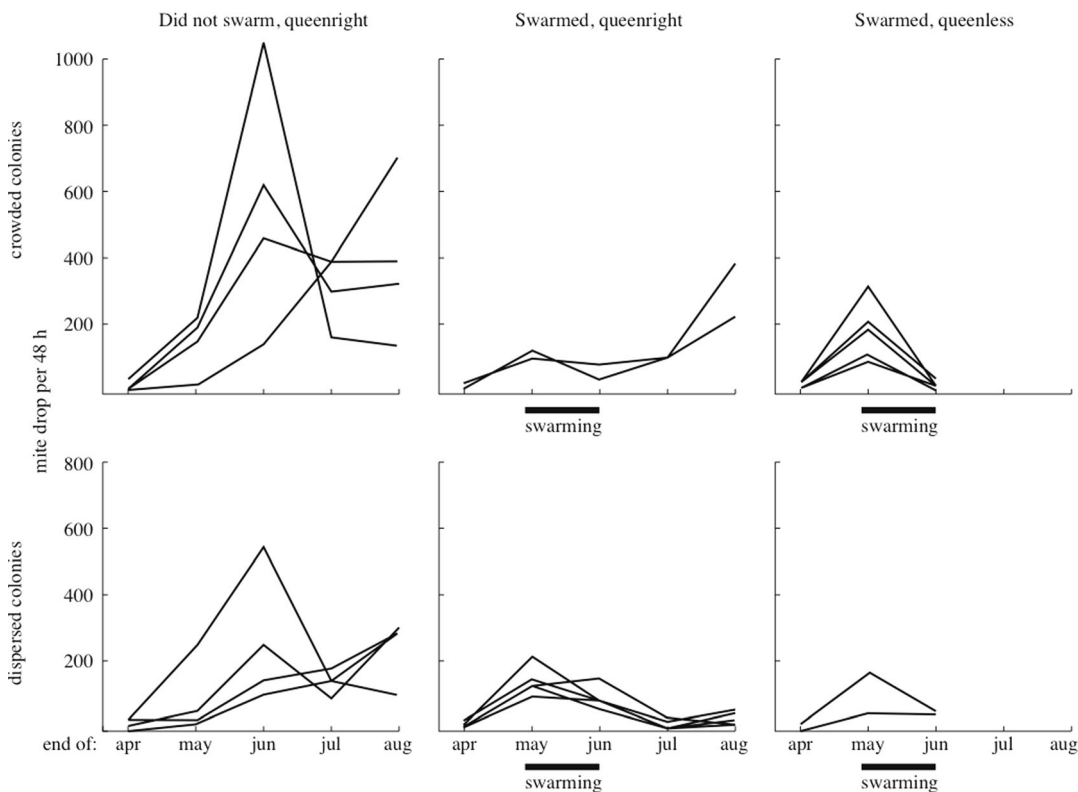 Did not swarm, queenright
Swarmed, queenright
Swarmed, queenless
mite drop per 48 h
crowded colonies
1000
800
600
400
200
swarming
swarming
dispersed colonies
800
600
400
200
end of: apr may jun jul aug
apr may jun jul aug
apr may jun jul aug
swarming
swarming